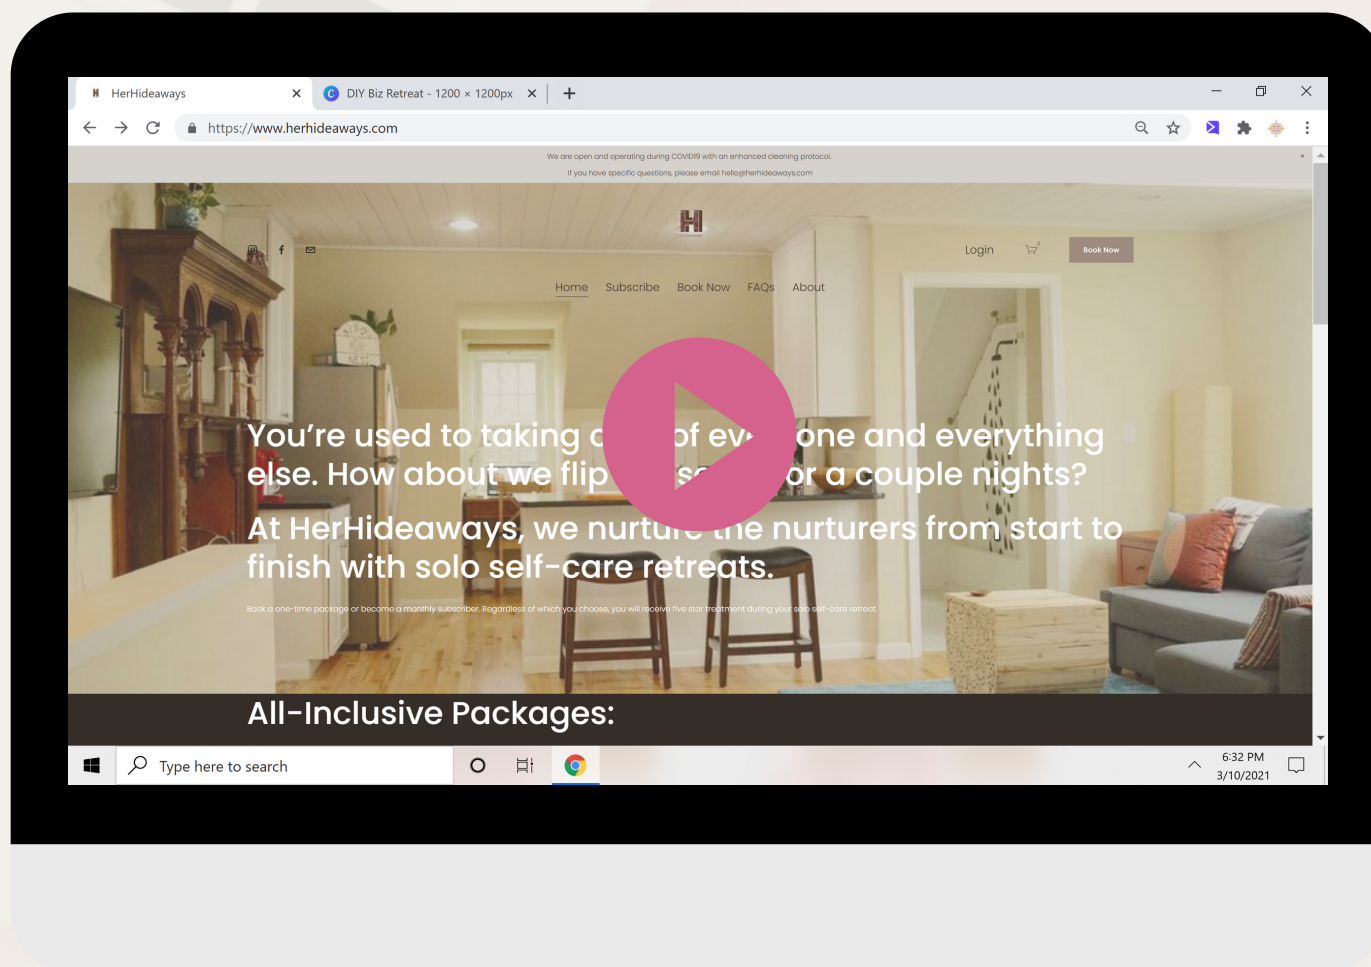 HerHideaways
DIY Biz Retreat - 1200 × 1200px
https://www.herhideaways.com
We are open and operating during COVID19 with an enhanced cleaning protocol.
If you have specific questions, please email hello@herhideaways.com
H
Login
0
Book Now
Home Subscribe Book Now FAQs About
You're used to taking of one and everything
else. How about we flip or a couple nights?
At HerHideaways, we nurture the nurturers from start to
finish with solo self-care retreats.
Book a one-time package or become a monthly subscriber. Regardless of which you choose, you will receive five star treatment during your solo self-care retreat.
All-Inclusive Packages:
Type here to search
6:32 PM
3/10/2021